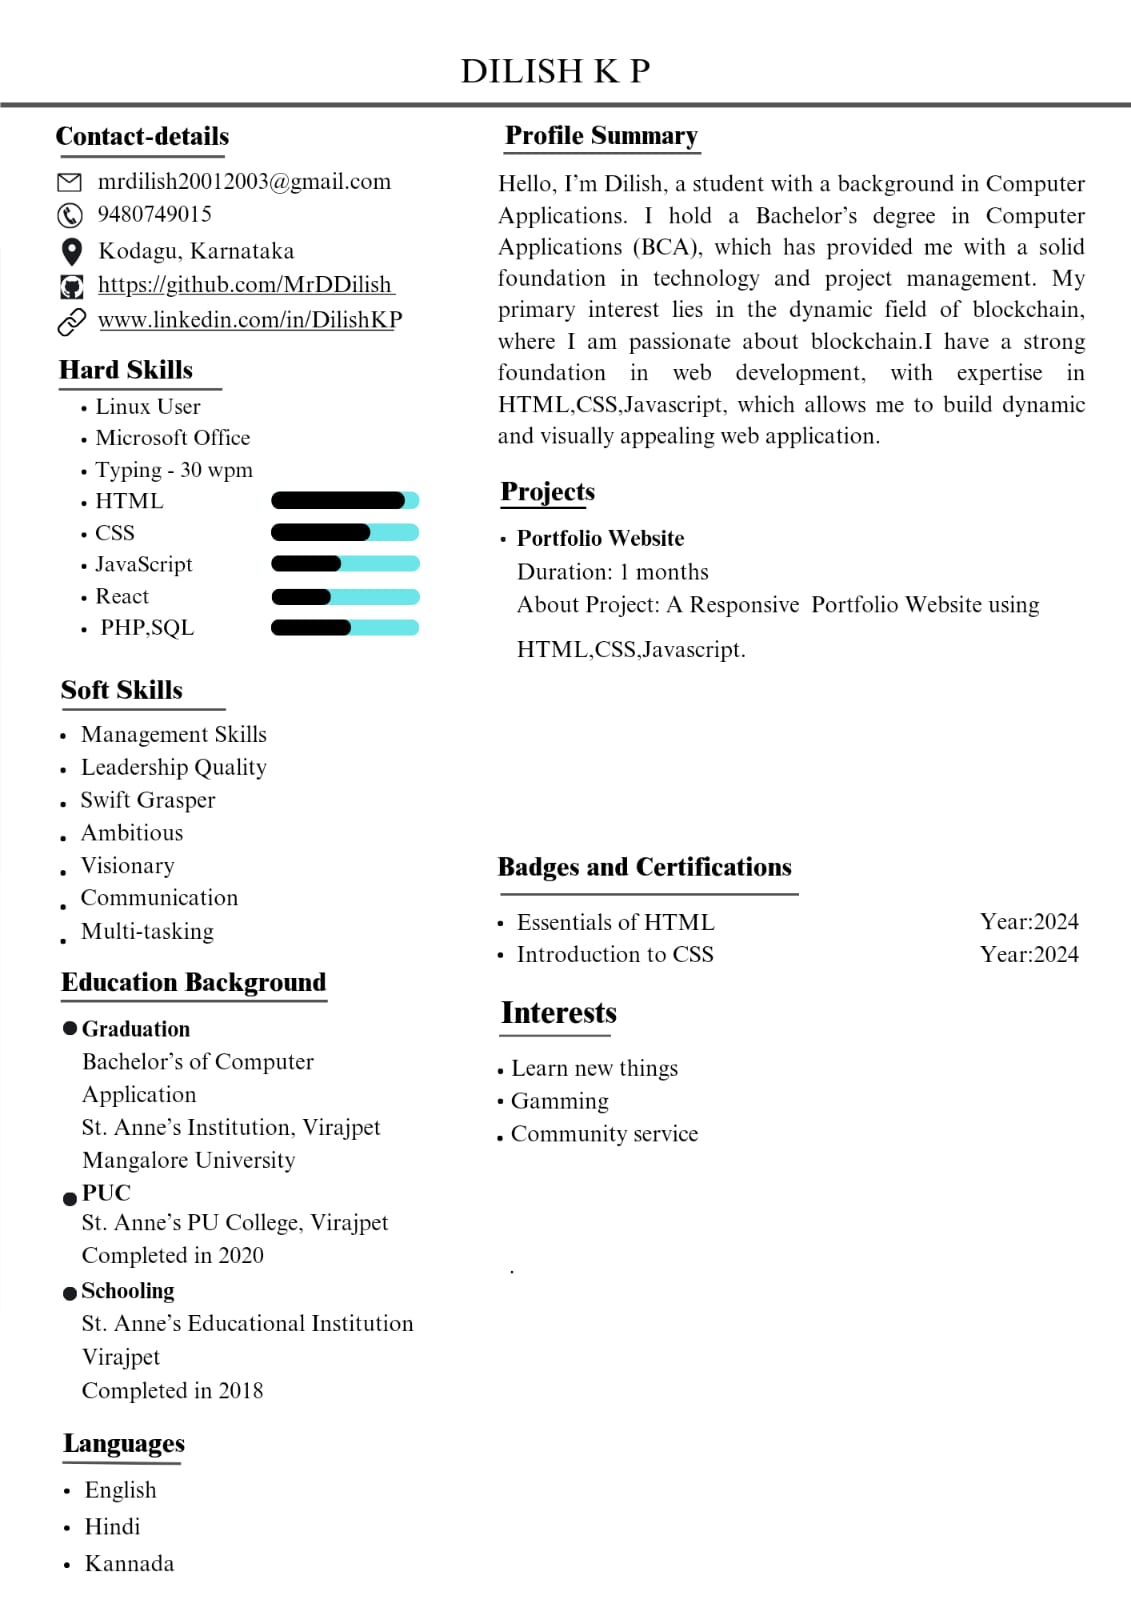 DILISH K P
Contact-details
mrdilish20012003@gmail.com
9480749015
Kodagu, Karnataka
https://github.com/MrDDilish
www.linkedin.com/in/DilishKP
Hard Skills
Linux User
Microsoft Office
Typing - 30 wpm
HTML
CSS
JavaScript
React
PHP,SQL
Soft Skills
Management Skills
Leadership Quality
Swift Grasper
Ambitious
Visionary
Communication
Multi-tasking
Education Background
Graduation
Bachelor's of Computer
Application
St. Anne's Institution, Virajpet
Mangalore University
PUC
St. Anne's PU College, Virajpet
Completed in 2020
Schooling
St. Anne's Educational Institution
Virajpet
Completed in 2018
Languages
English
Hindi
Kannada
Profile Summary
Hello, I'm Dilish, a student with a background in Computer
Applications. I hold a Bachelor's degree in Computer
Applications (BCA), which has provided me with a solid
foundation in technology and project management. My
primary interest lies in the dynamic field of blockchain,
where I am passionate about blockchain.I have a strong
foundation in web development, with expertise in
HTML,CSS,Javascript, which allows me to build dynamic
and visually appealing web application.
Projects
Portfolio Website
Duration: 1 months
About Project: A Responsive Portfolio Website using
HTML,CSS,Javascript.
Badges and Certifications
Essentials of HTML Year:2024
Introduction to CSS Year:2024
Interests
Learn new things
Gamming
Community service
.